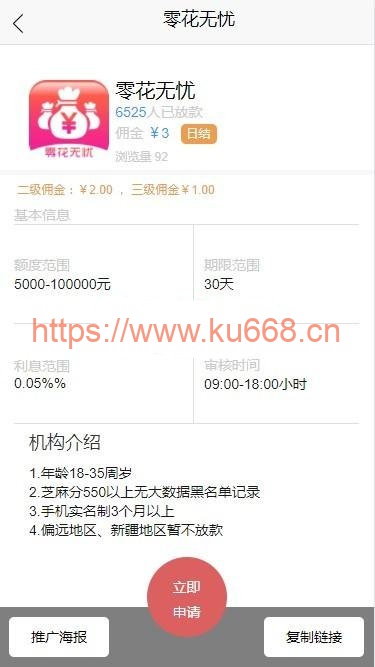 零花无忧
零花无忧
零花无忧
6525人已放款
佣金 ¥3 日结
浏览量 92
二级佣金：¥2.00 ，三级佣金¥1.00
基本信息
额度范围
5000-100000元
期限范围
30天
https://www.ku668.cn
利息范围
0.05%%
审核时间
09:00-18:00小时
机构介绍
1.年龄18-35周岁
2.芝麻分550以上无大数据黑名单记录
3.手机实名制3个月以上
4.偏远地区、新疆地区暂不放款
立即
申请
推广海报
复制链接